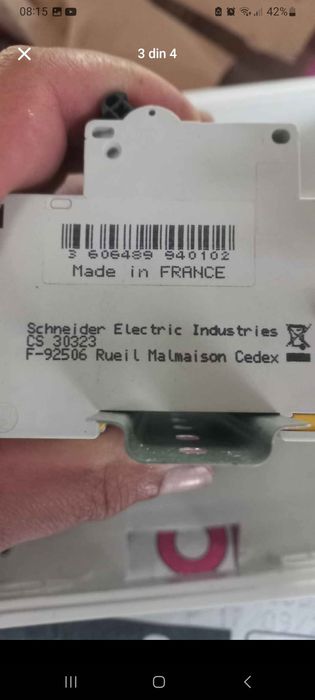 08:15
42%
3 din 4
3 606489 940102
Made in FRANCE
Schneider Electric Industries
CS 30323
F-92506 Rueil Malmaison Cedex